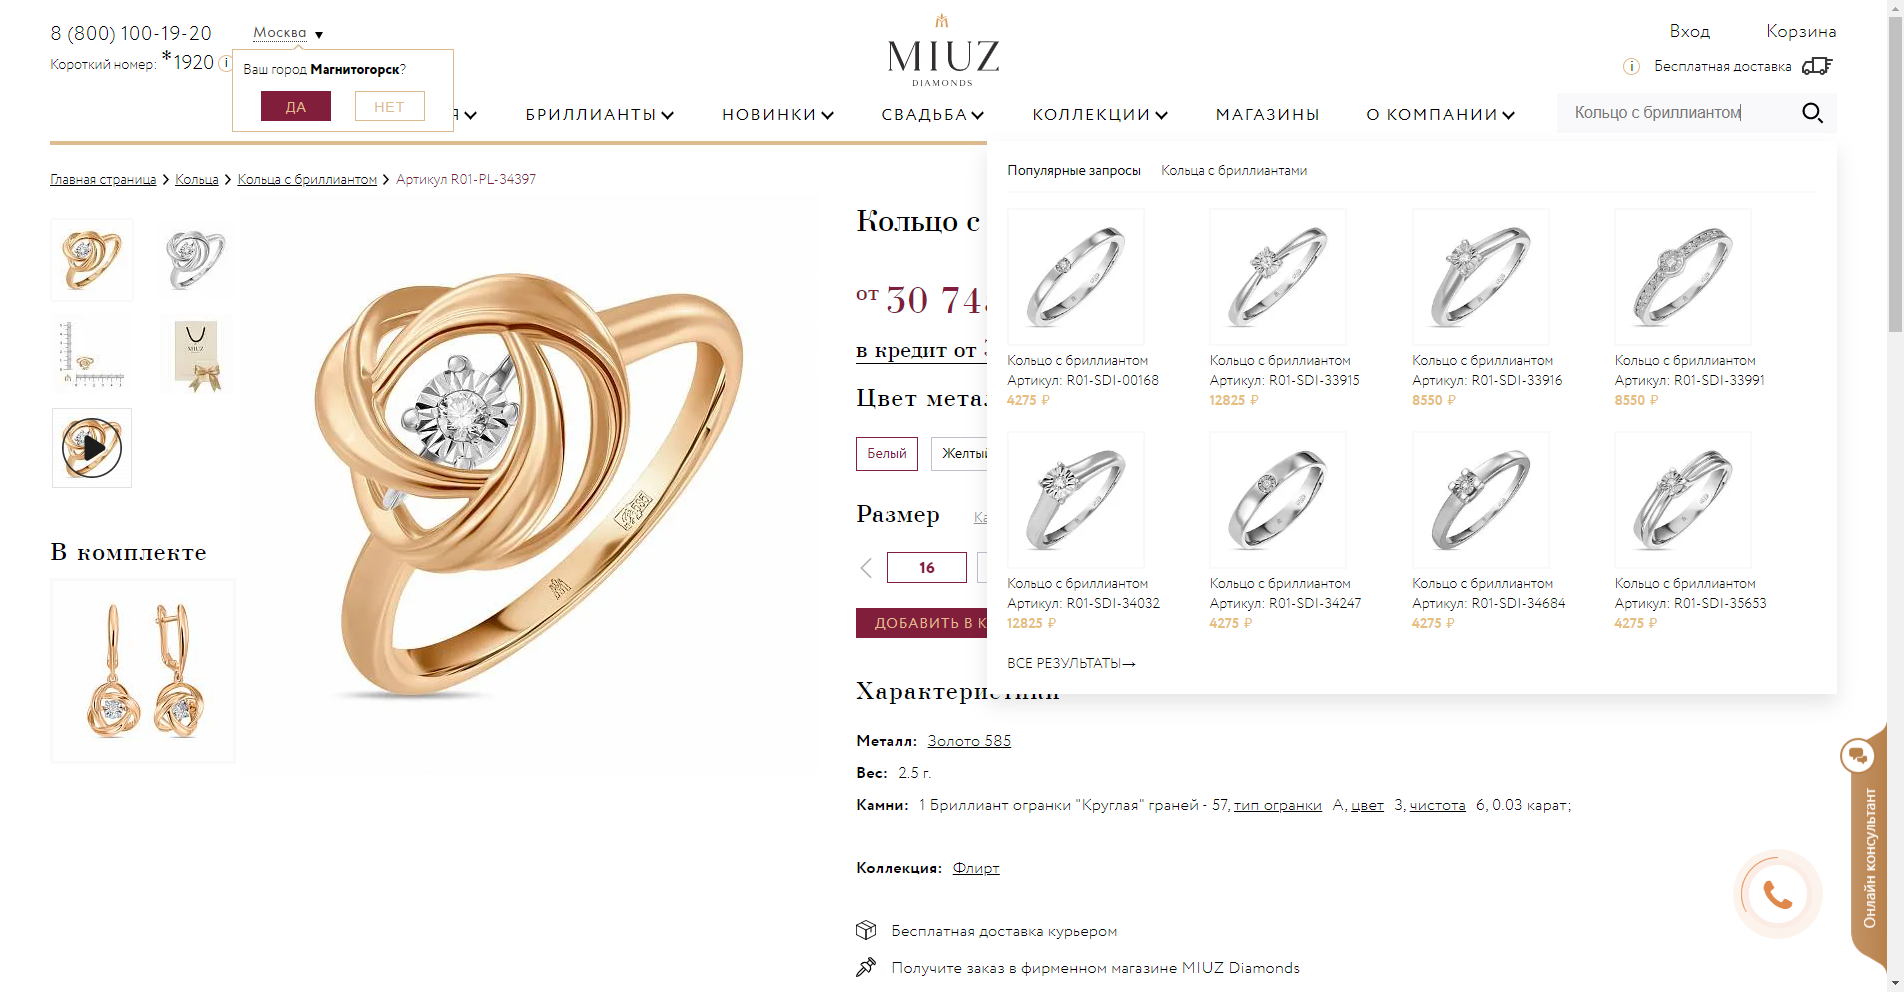 8 (800) 100-19-20
Москва ▼
Короткий номер: *1920 i
Ваш город Магнитогорск?
ДА НЕТ
MIUZ
DIAMONDS
Вход Корзина
i Бесплатная доставка
БРИЛЛИАНТЫ НОВИНКИ СВАДЬБА КОЛЛЕКЦИИ МАГАЗИНЫ О КОМПАНИИ
Кольцо с бриллиантом
Главная страница Кольца Кольца с бриллиантом Артикул R01-PL-34397
Популярные запросы Кольца с бриллиантами
Кольцо с бриллиантом
Артикул: R01-SDI-00168
4275 ₽
Кольцо с бриллиантом
Артикул: R01-SDI-33915
12825 ₽
Кольцо с бриллиантом
Артикул: R01-SDI-33916
8550 ₽
Кольцо с бриллиантом
Артикул: R01-SDI-33991
8550 ₽
Кольцо с бриллиантом
Артикул: R01-SDI-34032
12825 ₽
Кольцо с бриллиантом
Артикул: R01-SDI-34247
4275 ₽
Кольцо с бриллиантом
Артикул: R01-SDI-34684
4275 ₽
Кольцо с бриллиантом
Артикул: R01-SDI-35653
4275 ₽
ВСЕ РЕЗУЛЬТАТЫ→
MIUZ
В комплекте
585
Кольцо с
от 30 74
в кредит от
Цвет
Белый Желтый
Размер
16
ДОБАВИТЬ В
Характеристики
Металл: Золото 585
Вес: 2.5 г.
Камни: 1 Бриллиант огранки "Круглая" граней - 57, тип огранки А, цвет 3, чистота 6, 0.03 карат;
Коллекция: Флирт
Бесплатная доставка курьером
Получите заказ в фирменном магазине MIUZ Diamonds
Онлайн консультант